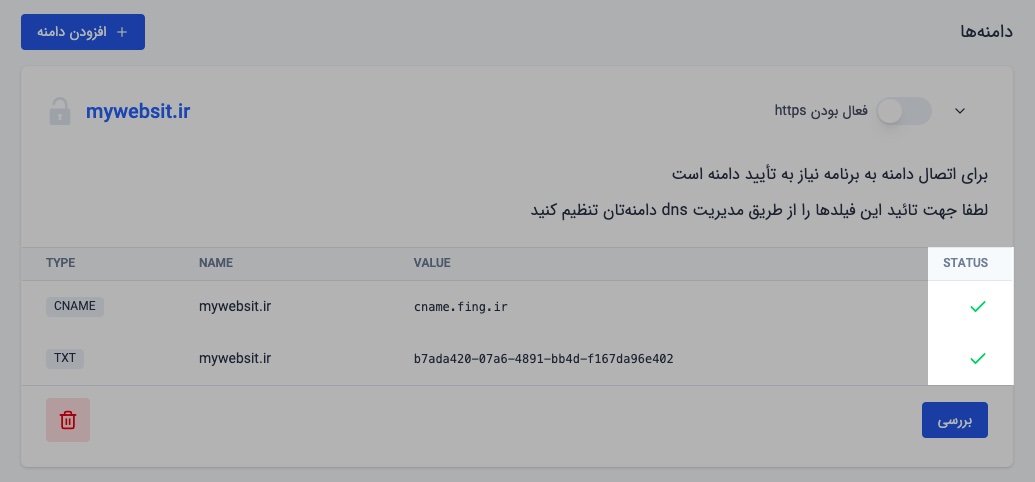 دامنه‌ها
افزودن دامنه +
mywebsit.ir
فعال بودن https
برای اتصال دامنه به برنامه نیاز به تأیید دامنه است
لطفا جهت تائید این فیلدها را از طریق مدیریت dns دامنه‌تان تنظیم کنید
TYPE NAME VALUE STATUS
CNAME mywebsit.ir cname.fing.ir
TXT mywebsit.ir b7ada420-07a6-4891-bb4d-f167da96e402
بررسی